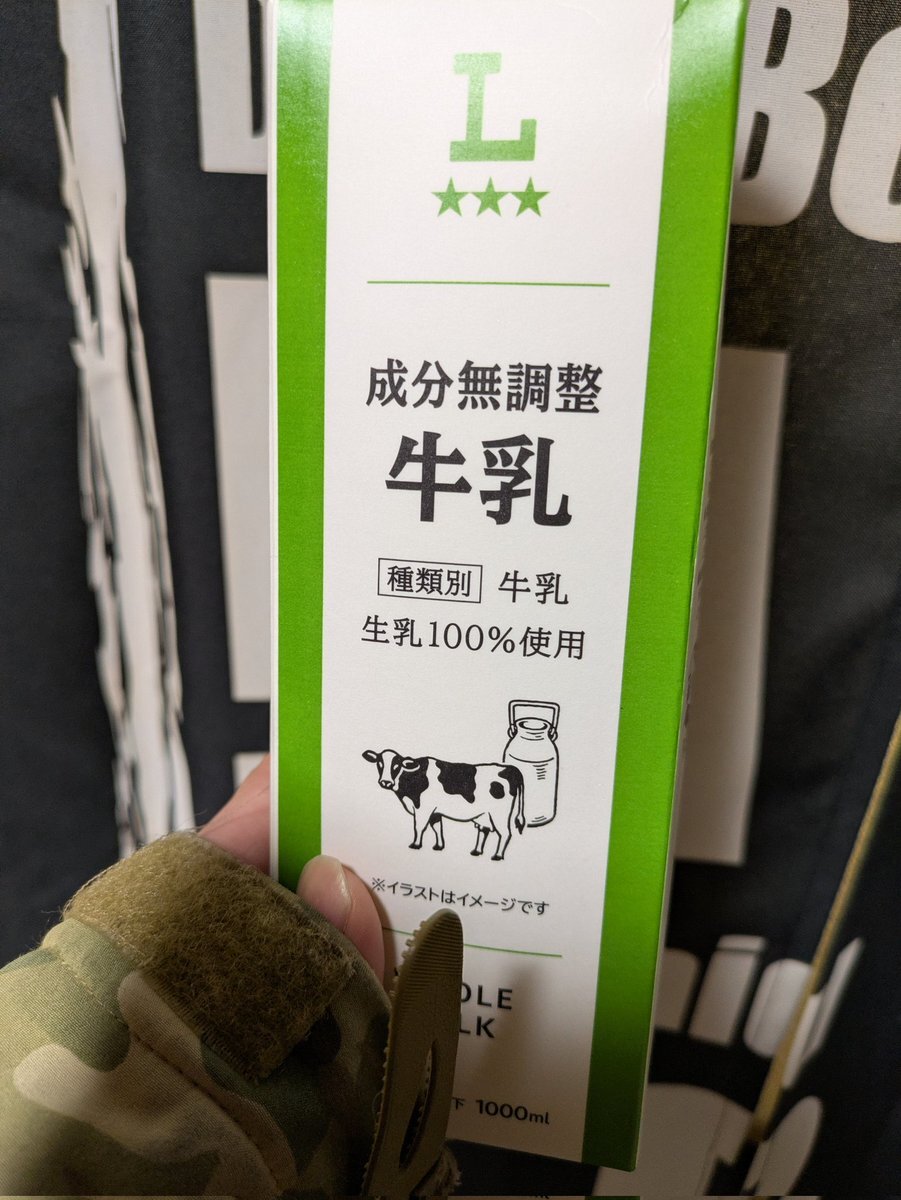 L
★★★
成分無調整
牛乳
種類別 牛乳
生乳100%使用
※イラストはイメージです
下 1000ml